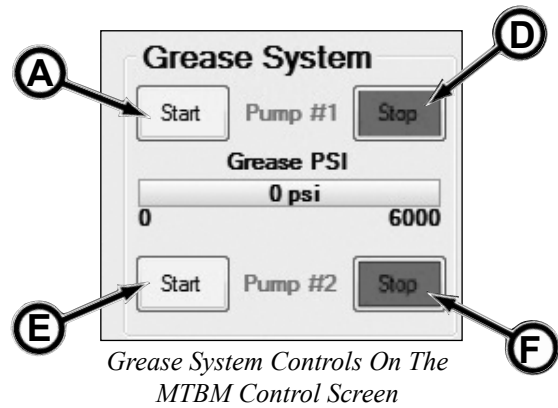 Grease System
A
D
Start Pump #1 Stop
Grease PSI
0 psi
0 6000
Start Pump #2 Stop
E
F
Grease System Controls On The
MTBM Control Screen